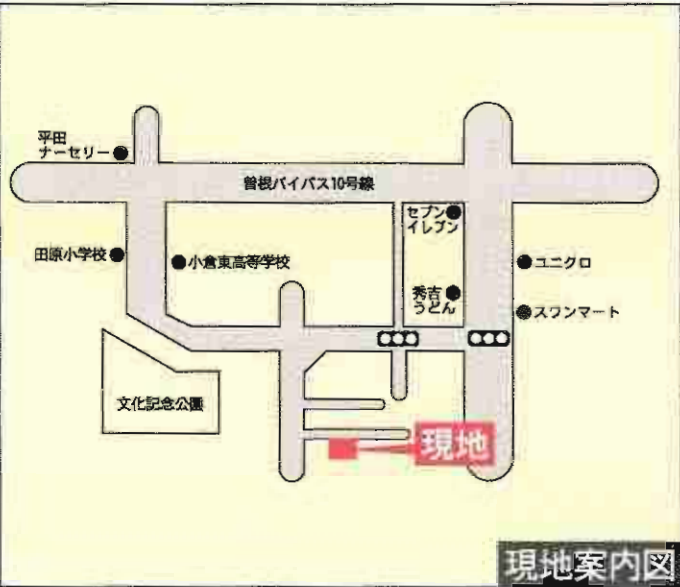 平田
ナーセリー
曽根バイパス10号線
セブン
イレブン
田原小学校
小倉東高等学校
ユニクロ
秀吉
うどん
スワンマート
文化記念公園
現地
現地案内図